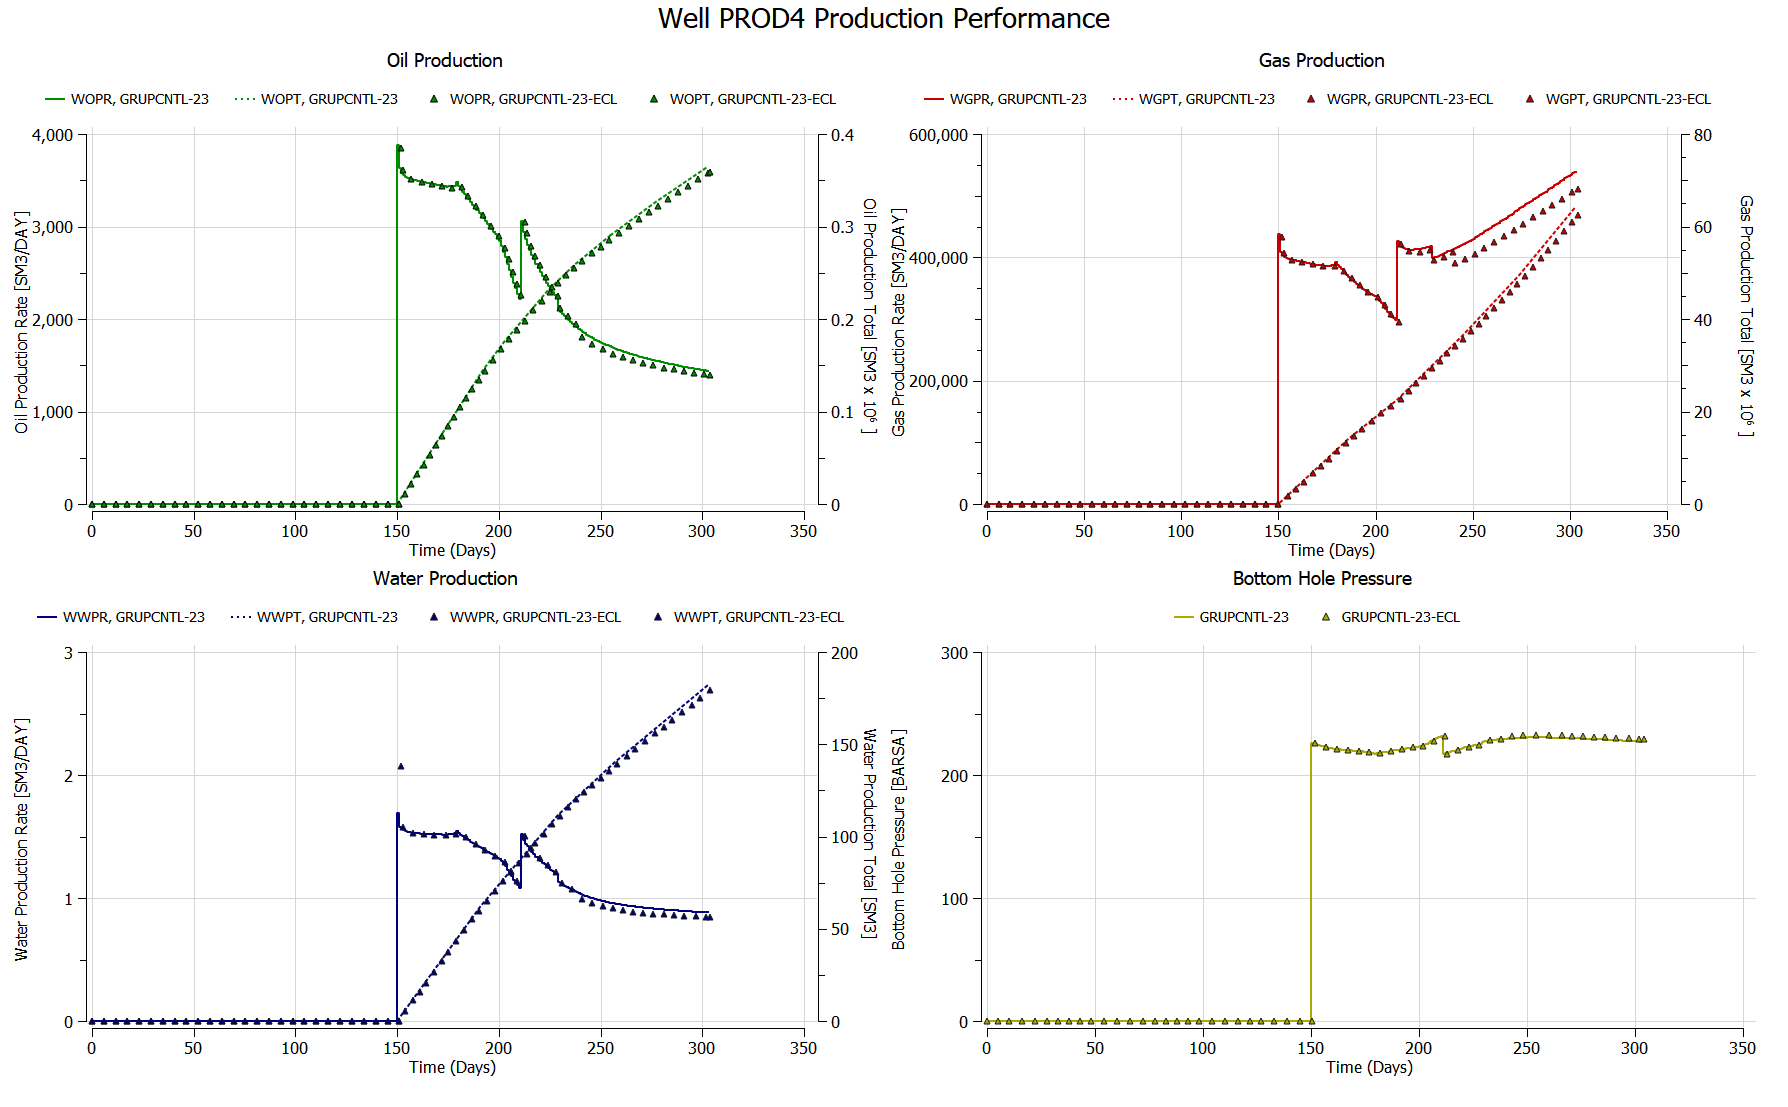 Well PROD4 Production Performance
Oil Production
WOPR, GRUPCNTL-23 WOPT, GRUPCNTL-23 WOPR, GRUPCNTL-23-ECL WOPT, GRUPCNTL-23-ECL
Oil Production Rate [SM3/DAY]
4,000
3,000
2,000
1,000
0
0.4
0.3
0.2
0.1
0
Oil Production Total [SM3 x 10⁶ ]
0 50 100 150 200 250 300 350
Time (Days)
Gas Production
WGPR, GRUPCNTL-23 WGPT, GRUPCNTL-23 WGPR, GRUPCNTL-23-ECL WGPT, GRUPCNTL-23-ECL
Gas Production Rate [SM3/DAY]
600,000
400,000
200,000
0
80
60
40
20
0
Gas Production Total [SM3 x 10⁶ ]
0 50 100 150 200 250 300 350
Time (Days)
Water Production
WWPR, GRUPCNTL-23 WWPT, GRUPCNTL-23 WWPR, GRUPCNTL-23-ECL WWPT, GRUPCNTL-23-ECL
Water Production Rate [SM3/DAY]
3
2
1
0
200
150
100
50
0
Water Production Total [SM3]
0 50 100 150 200 250 300 350
Time (Days)
Bottom Hole Pressure
GRUPCNTL-23 GRUPCNTL-23-ECL
Bottom Hole Pressure [BARSA]
300
200
100
0
0 50 100 150 200 250 300 350
Time (Days)